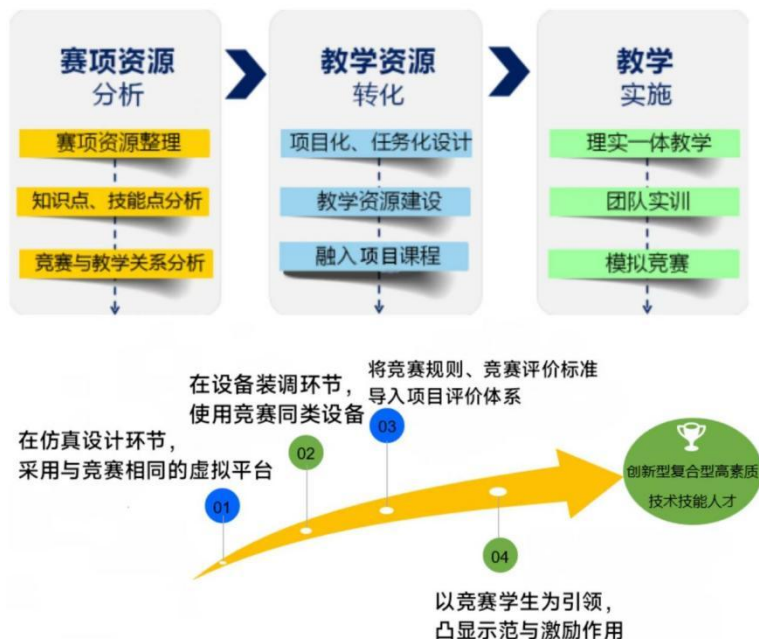 赛项资源
分析
赛项资源整理
知识点、技能点分析
竞赛与教学关系分析
教学资源
转化
项目化、任务化设计
教学资源建设
融入项目课程
教学
实施
理实一体教学
团队实训
模拟竞赛
在仿真设计环节，
采用与竞赛相同的虚拟平台
01
在设备装调环节，
使用竞赛同类设备
02
将竞赛规则、竞赛评价标准
导入项目评价体系
03
04
以竞赛学生为引领，
凸显示范与激励作用
创新型复合型高素质
技术技能人才